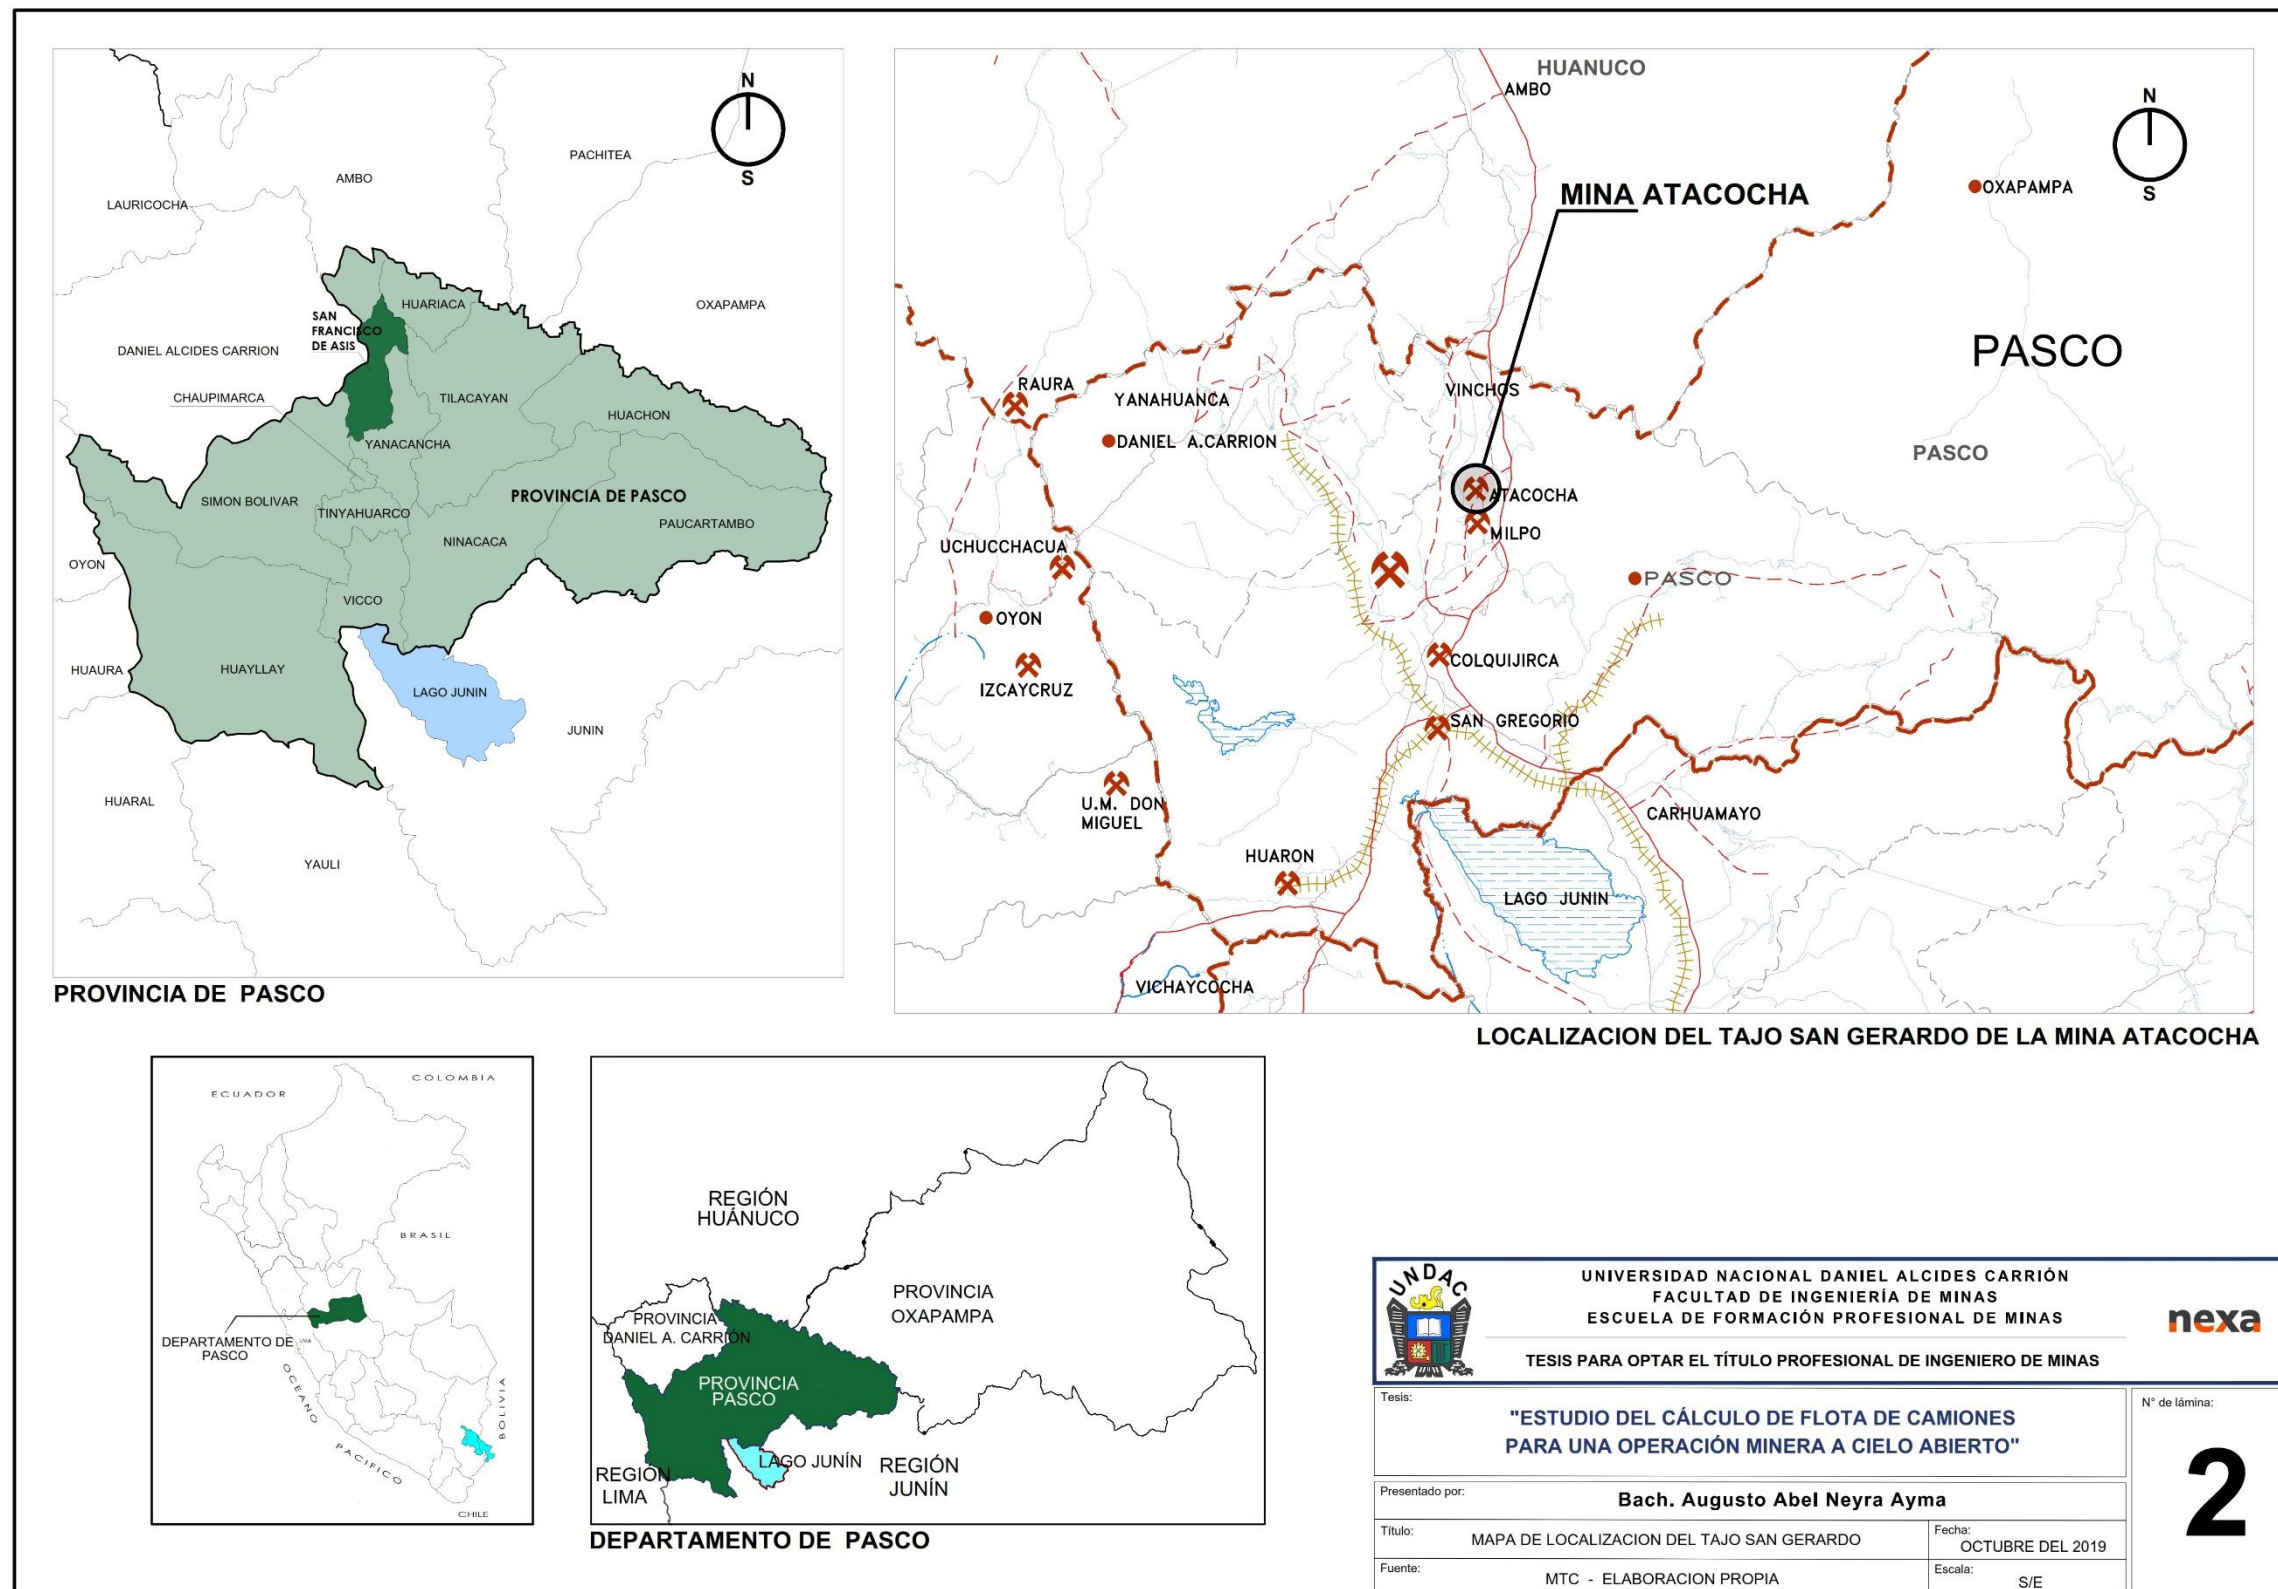 N
S
PACHITEA
AMBO
LAURICOCHA
HUARIACA
OXAPAMPA
SAN
FRANCISCO
DE ASIS
DANIEL ALCIDES CARRION
CHAUPIMARCA
TILACAYAN
HUACHON
YANACANCHA
SIMON BOLIVAR
PROVINCIA DE PASCO
TINYAHUARCO
PAUCARTAMBO
NINACACA
OYON
VICCO
HUAURA
HUAYLLAY
LAGO JUNIN
JUNIN
HUARAL
YAULI
PROVINCIA DE PASCO
HUANUCO
AMBO
N
S
MINA ATACOCHA
OXAPAMPA
PASCO
RAURA
YANAHUANCA
VINCHOS
DANIEL A.CARRION
PASCO
ATACOCHA
MILPO
UCHUCCHACUA
PASCO
OYON
COLQUIJIRCA
IZCAYCRUZ
SAN GREGORIO
U.M. DON
MIGUEL
CARHUAMAYO
HUARON
LAGO JUNIN
VICHAYCOCHA
LOCALIZACION DEL TAJO SAN GERARDO DE LA MINA ATACOCHA
COLOMBIA
ECUADOR
BRASIL
DEPARTAMENTO DE
PASCO
LIMA
OCEANO PACIFICO
BOLIVIA
CHILE
REGIÓN
HUÁNUCO
PROVINCIA
OXAPAMPA
PROVINCIA
DANIEL A. CARRIÓN
PROVINCIA
PASCO
LAGO JUNÍN
REGIÓN
JUNÍN
REGION
LIMA
DEPARTAMENTO DE PASCO
UNDAC
UNIVERSIDAD NACIONAL DANIEL ALCIDES CARRIÓN
FACULTAD DE INGENIERÍA DE MINAS
ESCUELA DE FORMACIÓN PROFESIONAL DE MINAS
TESIS PARA OPTAR EL TÍTULO PROFESIONAL DE INGENIERO DE MINAS
nexa
Tesis:
"ESTUDIO DEL CÁLCULO DE FLOTA DE CAMIONES
PARA UNA OPERACIÓN MINERA A CIELO ABIERTO"
N° de lámina:
2
Presentado por:
Bach. Augusto Abel Neyra Ayma
Título:
MAPA DE LOCALIZACION DEL TAJO SAN GERARDO
Fecha:
OCTUBRE DEL 2019
Fuente:
MTC - ELABORACION PROPIA
Escala:
S/E